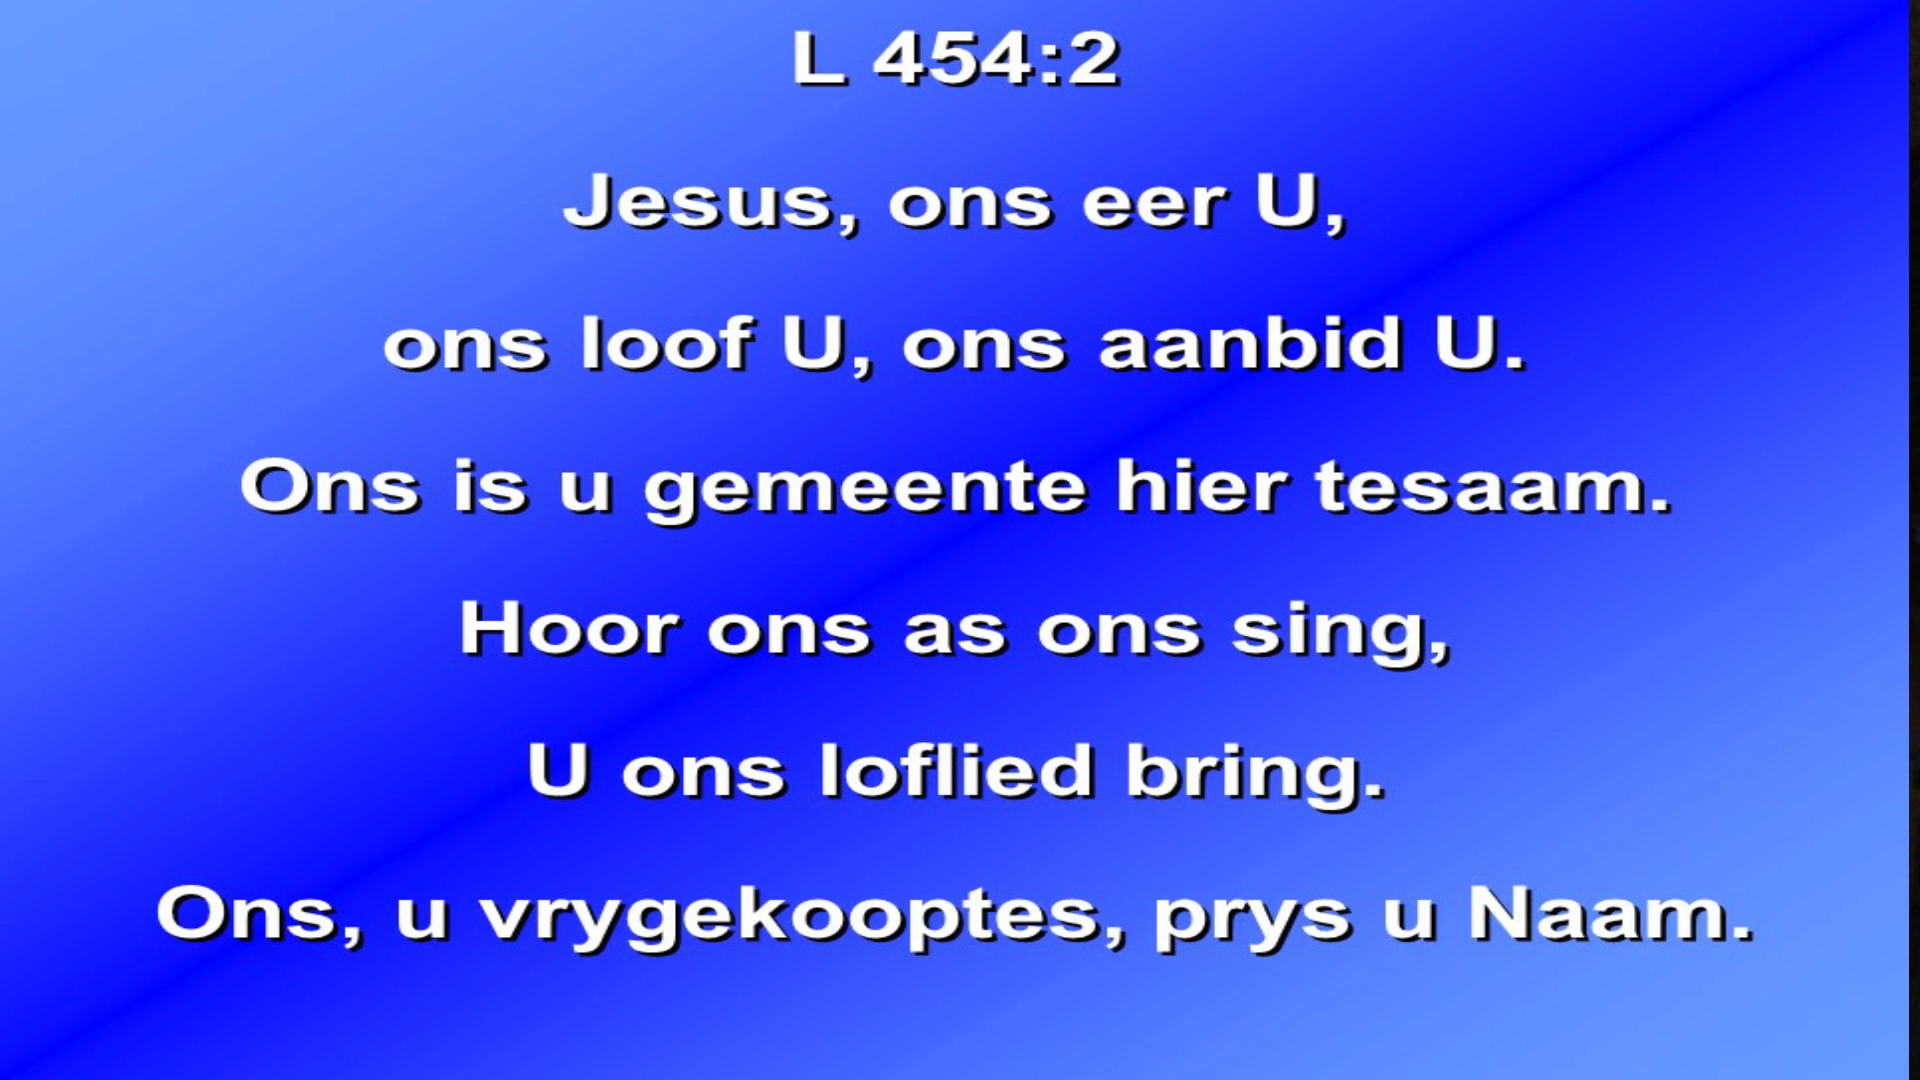 L 454:2
Jesus, ons eer U,
ons loof U, ons aanbid U.
Ons is u gemeente hier tesaam.
Hoor ons as ons sing,
U ons loflied bring.
Ons, u vrygekooptes, prys u Naam.